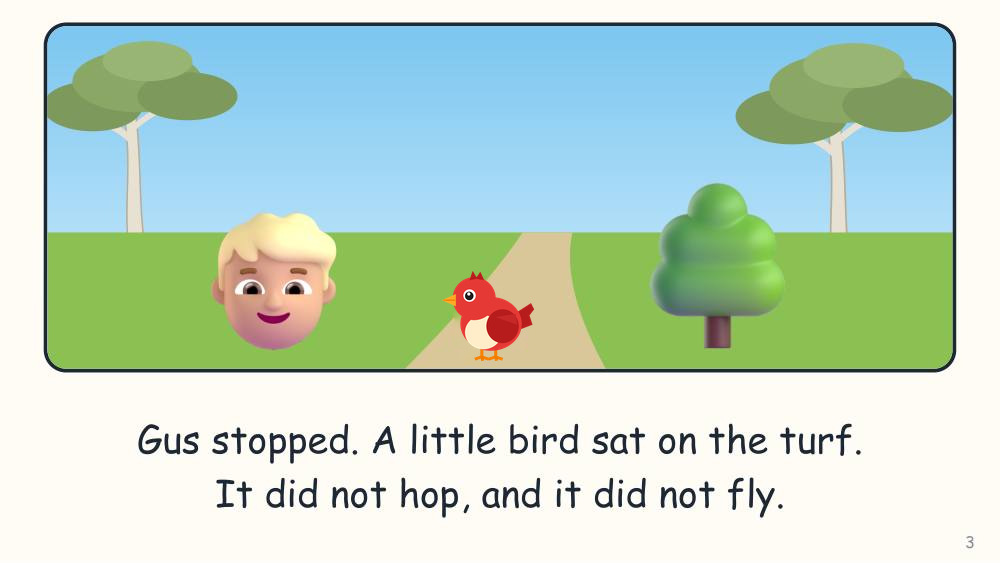 Gus stopped. A little bird sat on the turf.
It did not hop, and it did not fly.
3